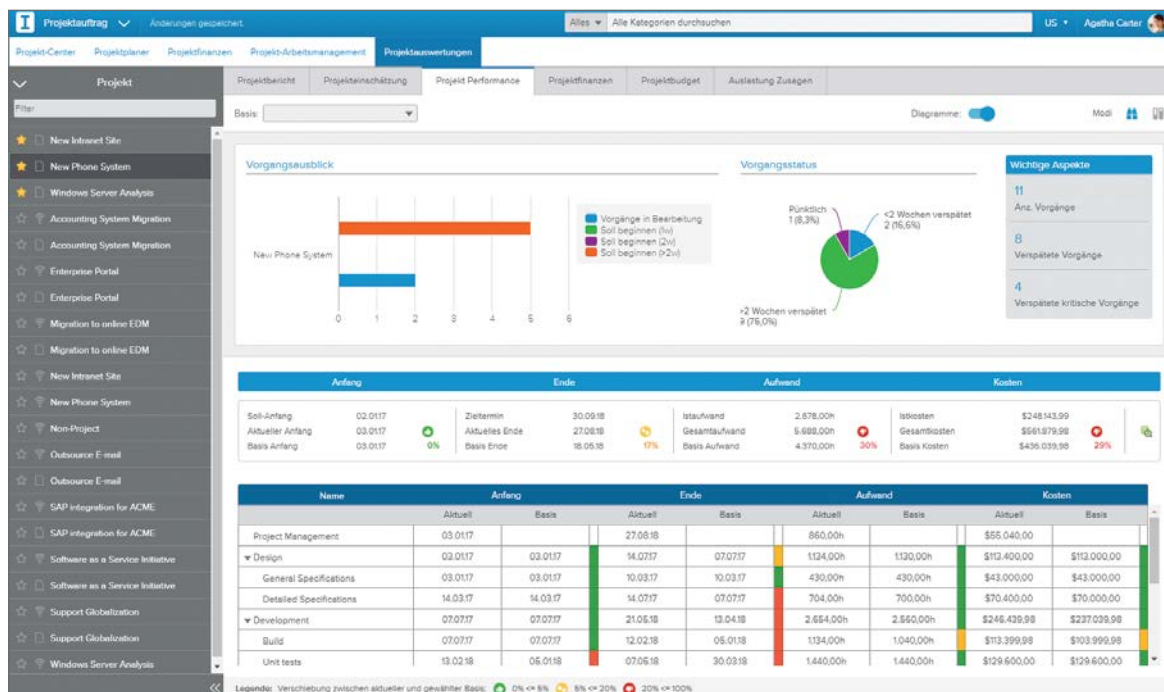 Projektauftrag Änderungen gespeichert. Alles Alle Kategorien durchsuchen US Agatha Carter
Projekt-Center Projektplaner Projektfinanzen Projekt-Arbeitsmanagement Projektauswertungen
Projekt
Filter
New Intranet Site
New Phone System
Windows Server Analysis
Accounting System Migration
Accounting System Migration
Enterprise Portal
Enterprise Portal
Migration to online EDM
Migration to online EDM
New Intranet Site
New Phone System
Non-Project
Outsource E-mail
Outsource E-mail
SAP integration for ACME
SAP integration for ACME
Software as a Service Initiative
Software as a Service Initiative
Support Globalization
Support Globalization
Windows Server Analysis
Projektbericht Projekteinschätzung Projekt Performance Projektfinanzen Projektbudget Auslastung Zusagen
Basis: Diagramme: Modi
Vorgangsausblick
New Phone System
0 1 2 3 4 5 6
Vorgänge in Bearbeitung
Soll beginnen (1w)
Soll beginnen (2w)
Soll beginnen (>2w)
Vorgangsstatus
Pünktlich
1 (8,3%)
<2 Wochen verspätet
2 (16,6%)
>2 Wochen verspätet
9 (75,0%)
Wichtige Aspekte
11
Anz. Vorgänge
8
Verspätete Vorgänge
4
Verspätete kritische Vorgänge
Anfang Ende Aufwand Kosten
Soll-Anfang 02.01.17 Zieltermin 30.09.18 Istaufwand 2.678,00h Istkosten $248.143,99
Aktueller Anfang 03.01.17 Aktuelles Ende 27.08.18 Gesamtaufwand 5.688,00h Gesamtkosten $561.879,98
Basis Anfang 03.01.17 0% Basis Ende 18.05.18 17% Basis Aufwand 4.370,00h 30% Basis Kosten $436.039,98 29%
Name Anfang Ende Aufwand Kosten
Aktuell Basis Aktuell Basis Aktuell Basis Aktuell Basis
Project Management 03.01.17 27.08.18 860,00h $55.040,00
Design 03.01.17 03.01.17 14.07.17 07.07.17 1.134,00h 1.130,00h $113.400,00 $113.000,00
General Specifications 03.01.17 03.01.17 10.03.17 10.03.17 430,00h 430,00h $43.000,00 $43.000,00
Detailed Specifications 14.03.17 14.03.17 14.07.17 07.07.17 704,00h 700,00h $70.400,00 $70.000,00
Development 07.07.17 07.07.17 21.05.18 13.04.18 2.654,00h 2.560,00h $246.439,98 $237.039,98
Build 07.07.17 07.07.17 12.02.18 05.01.18 1.134,00h 1.040,00h $113.399,98 $103.999,98
Unit tests 13.02.18 05.01.18 07.05.18 30.03.18 1.440,00h 1.440,00h $129.600,00 $129.600,00
Legende: Verschiebung zwischen aktueller und gewählter Basis: 0% <= 5% 5% <= 20% 20% <= 100%